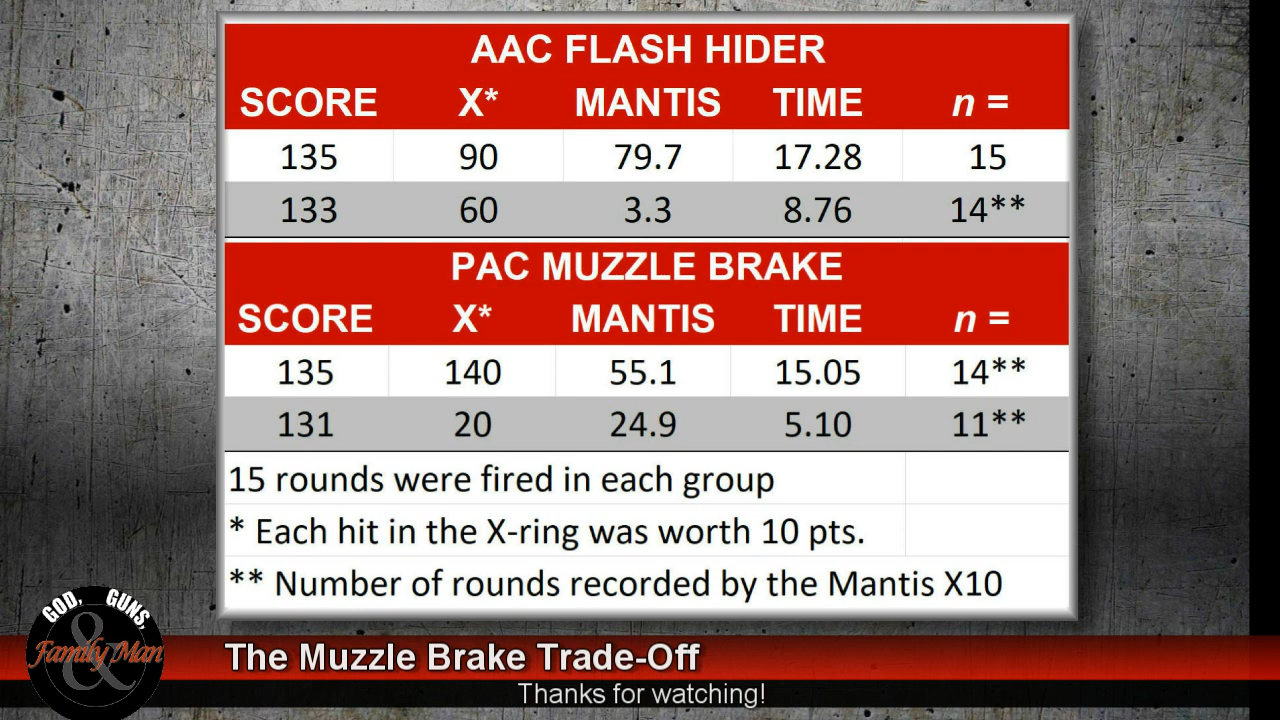 AAC FLASH HIDER
SCORE X* MANTIS TIME n =
135 90 79.7 17.28 15
133 60 3.3 8.76 14**
PAC MUZZLE BRAKE
SCORE X* MANTIS TIME n =
135 140 55.1 15.05 14**
131 20 24.9 5.10 11**
15 rounds were fired in each group
* Each hit in the X-ring was worth 10 pts.
** Number of rounds recorded by the Mantis X10
GOD, GUNS,
&
Family Man
The Muzzle Brake Trade-Off
Thanks for watching!